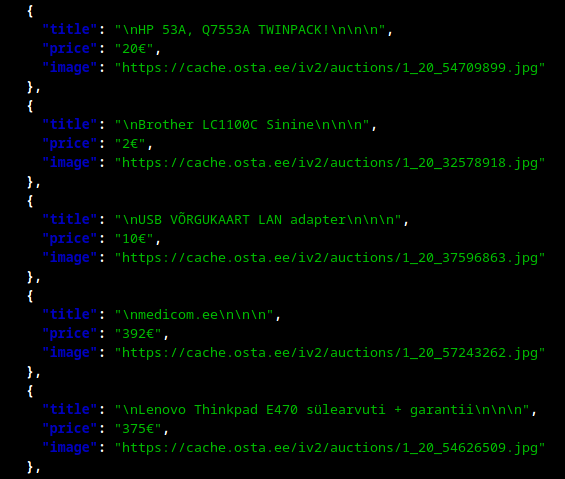 {
"title": "\nHP 53A, Q7553A TWINPACK!\n\n\n",
"price": "20€",
"image": "https://cache.osta.ee/iv2/auctions/1_20_54709899.jpg"
},
{
"title": "\nBrother LC1100C Sinine\n\n\n",
"price": "2€",
"image": "https://cache.osta.ee/iv2/auctions/1_20_32578918.jpg"
},
{
"title": "\nUSB VÕRGUKAART LAN adapter\n\n\n",
"price": "10€",
"image": "https://cache.osta.ee/iv2/auctions/1_20_37596863.jpg"
},
{
"title": "\nmedicom.ee\n\n\n",
"price": "392€",
"image": "https://cache.osta.ee/iv2/auctions/1_20_57243262.jpg"
},
{
"title": "\nLenovo Thinkpad E470 sülearvuti + garantii\n\n\n",
"price": "375€",
"image": "https://cache.osta.ee/iv2/auctions/1_20_54626509.jpg"
},